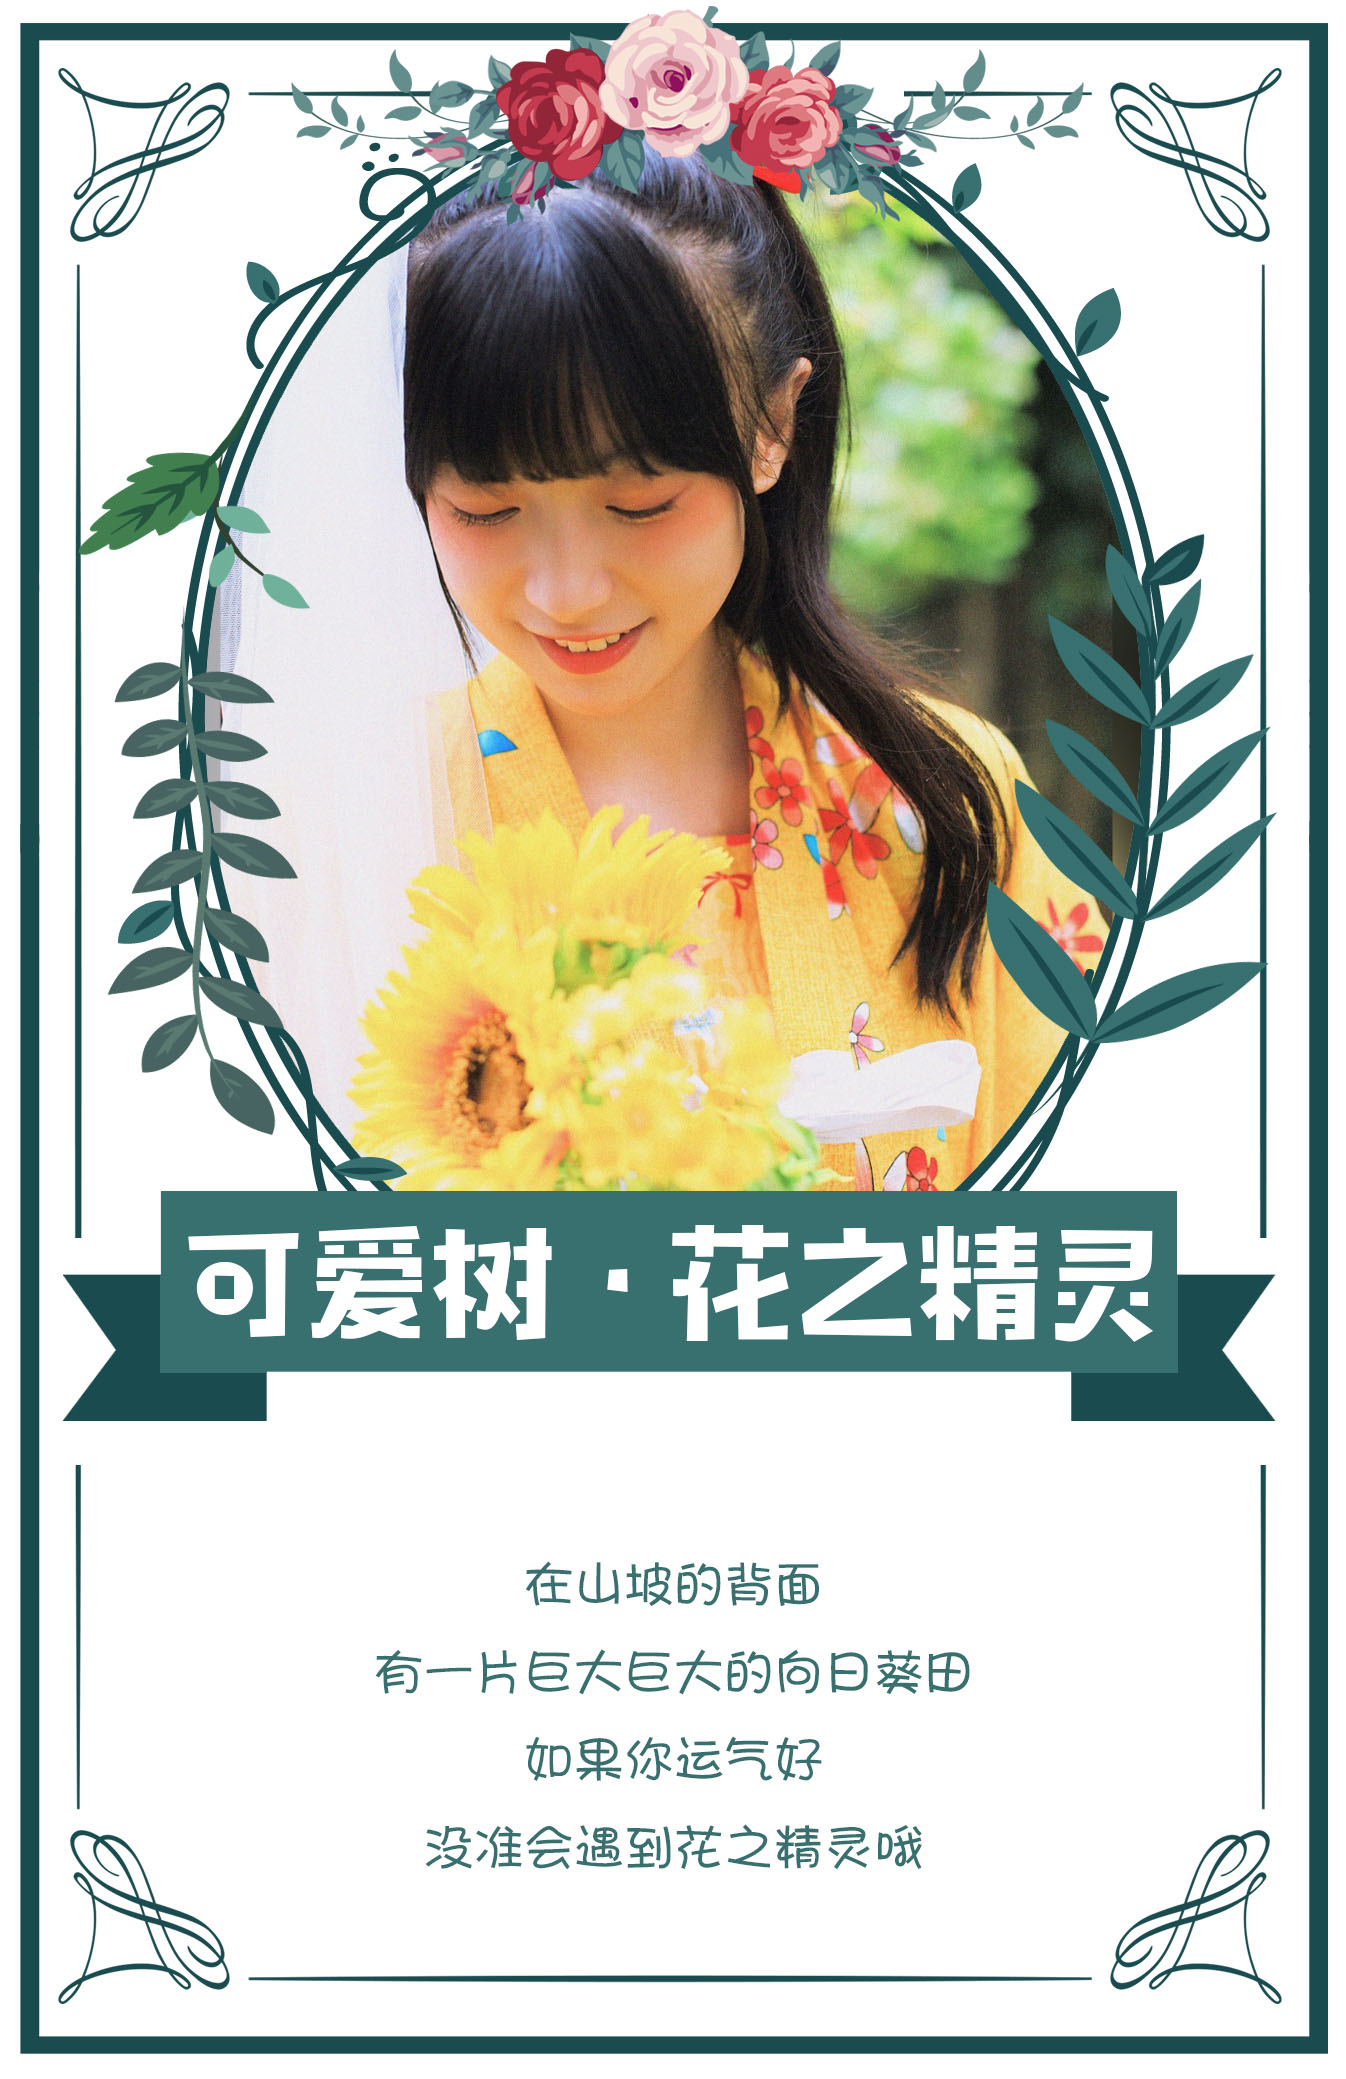 可爱树·花之精灵
在山坡的背面
有一片巨大巨大的向日葵田
如果你运气好
没准会遇到花之精灵哦